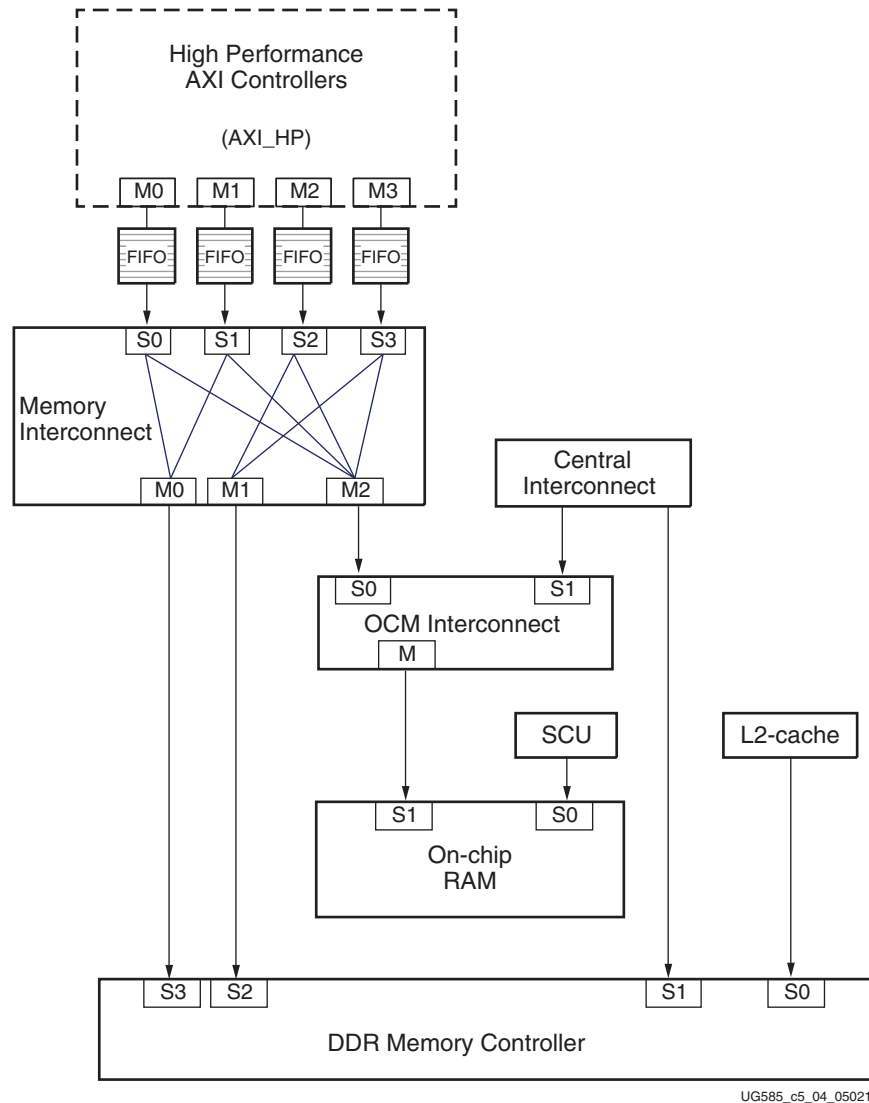 High Performance
AXI Controllers
(AXI_HP)
M0 M1 M2 M3
FIFO FIFO FIFO FIFO
S0 S1 S2 S3
Memory
Interconnect
M0 M1 M2
Central
Interconnect
S0 S1
OCM Interconnect
M
SCU
L2-cache
S1 S0
On-chip
RAM
S3 S2 S1 S0
DDR Memory Controller
UG585_c5_04_05021